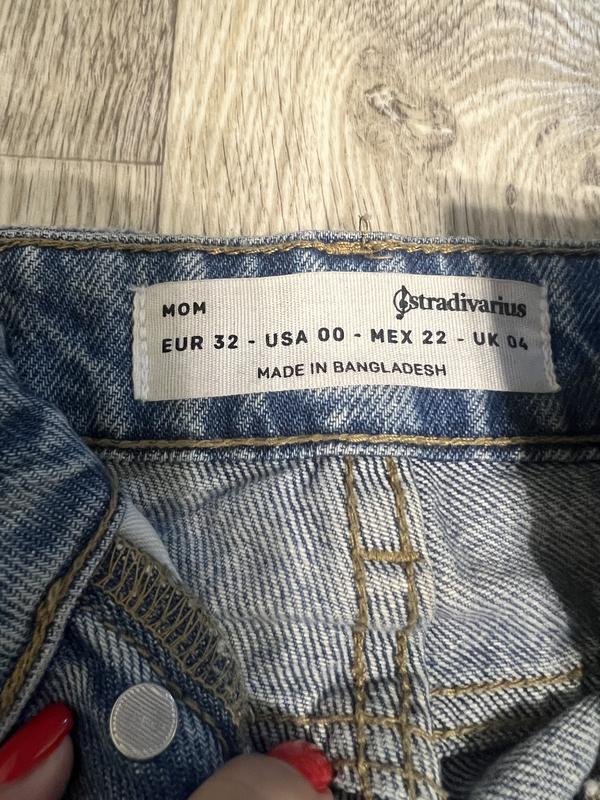 MOM stradivarius
EUR 32 - USA 00 - MEX 22 - UK 04
MADE IN BANGLADESH